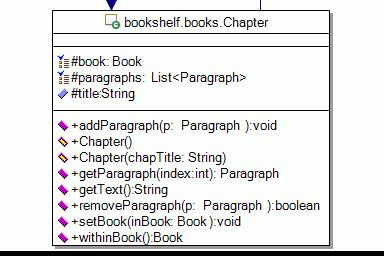 bookshelf.books.Chapter
#book: Book
#paragraphs: List<Paragraph>
#title:String
+addParagraph(p: Paragraph ):void
+Chapter()
+Chapter(chapTitle: String)
+getParagraph(index:int): Paragraph
+getText():String
+removeParagraph(p: Paragraph ):boolean
+setBook(inBook: Book):void
+withinBook():Book